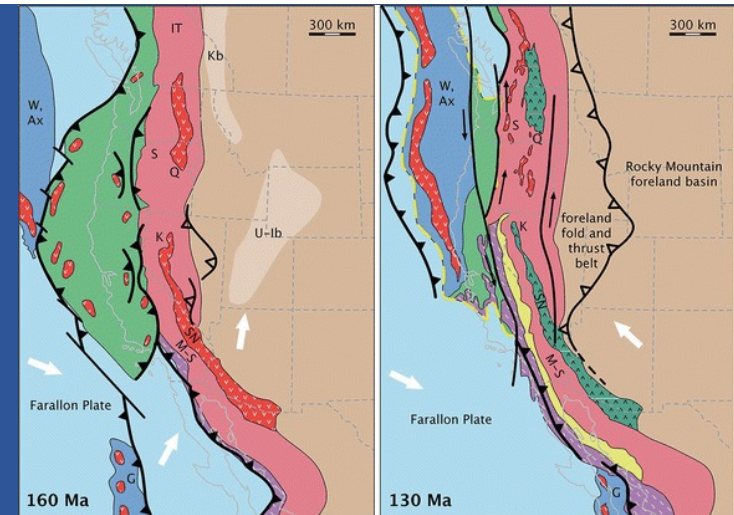 300 km
IT
Kb
W,
Ax
S
Q
K
U-Ib
SN
M-S
Farallon Plate
G
160 Ma
300 km
W,
Ax
S
Q
Rocky Mountain
foreland basin
K
foreland
fold and
thrust
belt
SN
M-S
Farallon Plate
G
130 Ma